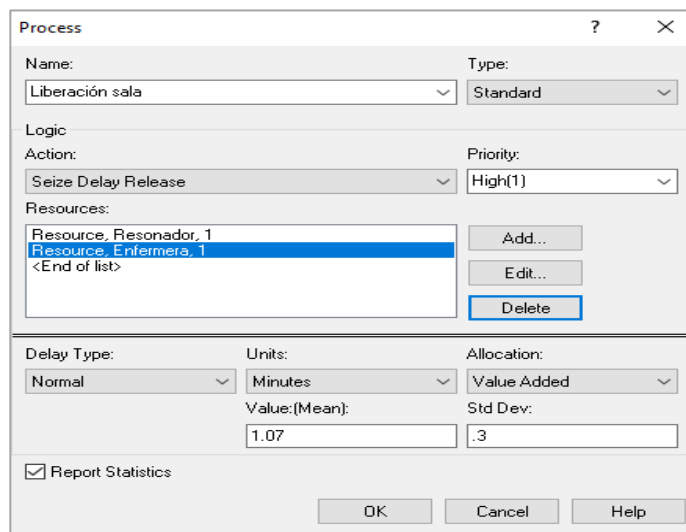 Process ?
Name: Type:
Liberación sala Standard
Logic
Action: Priority:
Seize Delay Release High(1)
Resources:
Resource, Resonador, 1
Resource, Enfermera, 1
<End of list>
Add...
Edit...
Delete
Delay Type: Units: Allocation:
Normal Minutes Value Added
Value:(Mean): Std Dev:
1.07 .3
Report Statistics
OK Cancel Help